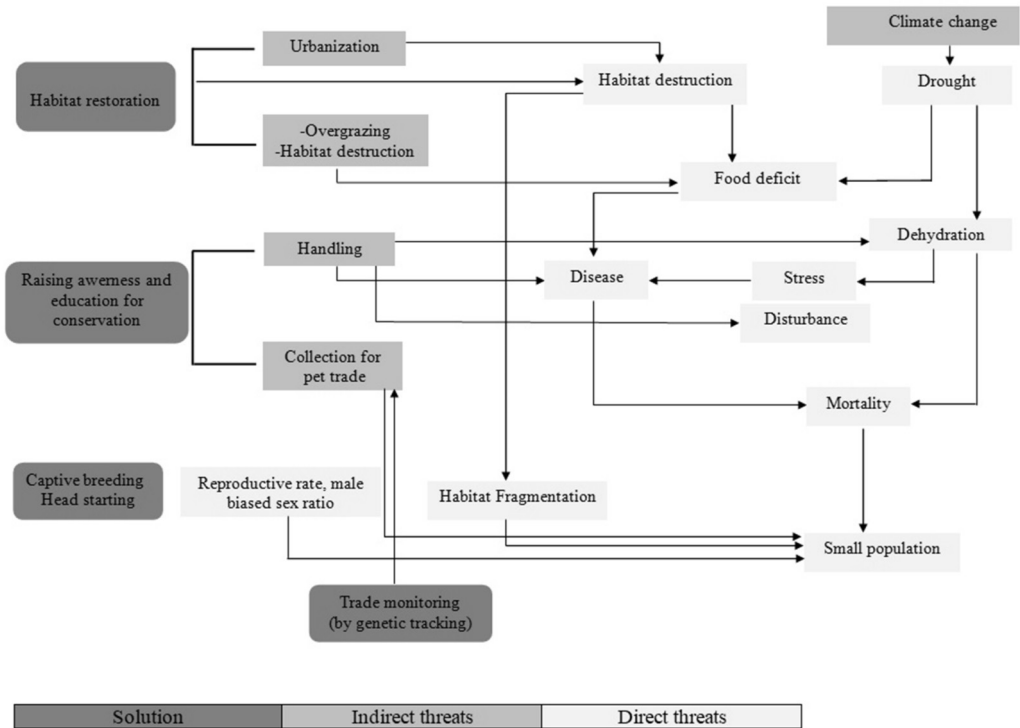 Climate change
Urbanization
Habitat destruction
Drought
Habitat restoration
-Overgrazing
-Habitat destruction
Food deficit
Handling
Dehydration
Raising awerness and
education for
conservation
Disease
Stress
Disturbance
Collection for
pet trade
Mortality
Captive breeding
Head starting
Reproductive rate, male
biased sex ratio
Habitat Fragmentation
Small population
Trade monitoring
(by genetic tracking)
Solution
Indirect threats
Direct threats